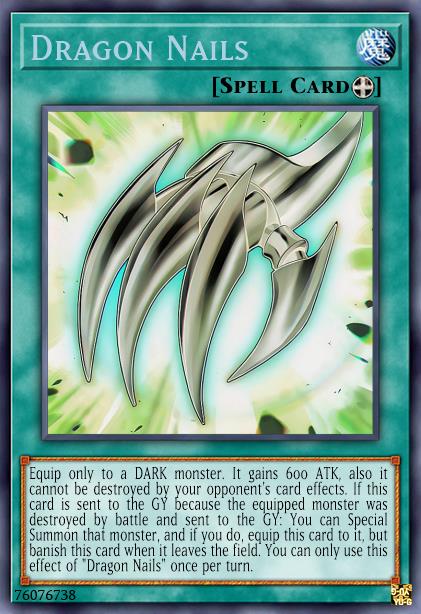 Dragon Nails
[Spell Card]
Equip only to a DARK monster. It gains 600 ATK, also it
cannot be destroyed by your opponent's card effects. If this
card is sent to the GY because the equipped monster was
destroyed by battle and sent to the GY: You can Special
Summon that monster, and if you do, equip this card to it, but
banish this card when it leaves the field. You can only use this
effect of "Dragon Nails" once per turn.
76076738